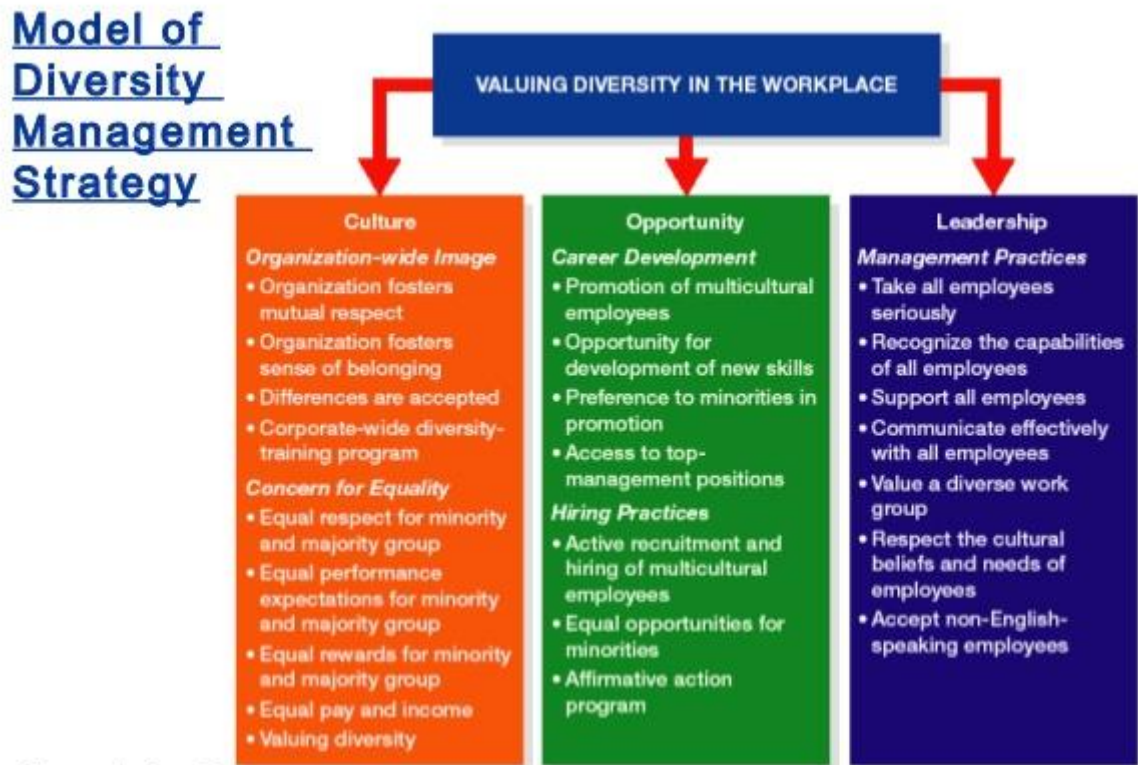 Model of
Diversity
Management
Strategy
VALUING DIVERSITY IN THE WORKPLACE
Culture
Organization-wide Image
• Organization fosters
mutual respect
• Organization fosters
sense of belonging
• Differences are accepted
• Corporate-wide diversity-
training program
Concern for Equality
• Equal respect for minority
and majority group
• Equal performance
expectations for minority
and majority group
• Equal rewards for minority
and majority group
• Equal pay and income
• Valuing diversity
Opportunity
Career Development
• Promotion of multicultural
employees
• Opportunity for
development of new skills
• Preference to minorities in
promotion
• Access to top-
management positions
Hiring Practices
• Active recruitment and
hiring of multicultural
employees
• Equal opportunities for
minorities
• Affirmative action
program
Leadership
Management Practices
• Take all employees
seriously
• Recognize the capabilities
of all employees
• Support all employees
• Communicate effectively
with all employees
• Value a diverse work
group
• Respect the cultural
beliefs and needs of
employees
• Accept non-English-
speaking employees